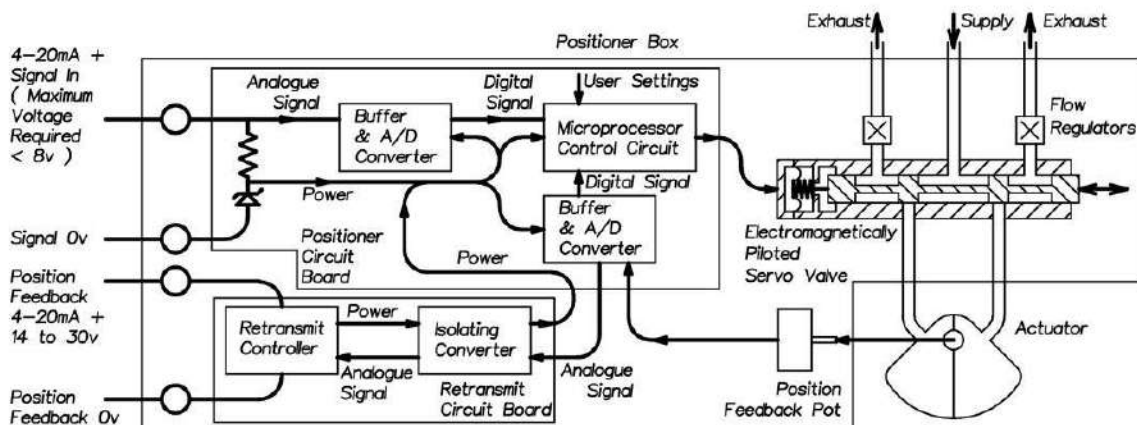 Exhaust
Supply
Exhaust
Positioner Box
4-20mA +
Signal In
( Maximum
Voltage
Required
< 8v )
Analogue
Signal
Digital
Signal
User Settings
Buffer
& A/D
Converter
Microprocessor
Control Circuit
Flow
Regulators
Power
Digital Signal
Buffer
& A/D
Converter
Signal 0v
Positioner
Circuit
Board
Power
Electromagnetically
Piloted
Servo Valve
Position
Feedback
4-20mA +
14 to 30v
Retransmit
Controller
Power
Isolating
Converter
Analogue
Signal
Analogue
Signal
Retransmit
Circuit Board
Actuator
Position
Feedback Pot
Position
Feedback 0v